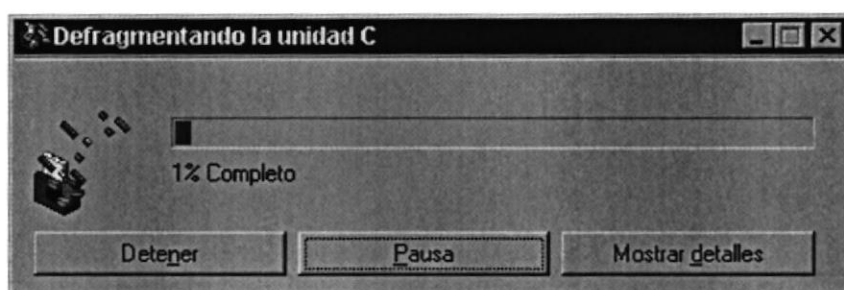 Defragmentando la unidad C
1% Completo
Detener
Pausa
Mostrar detalles